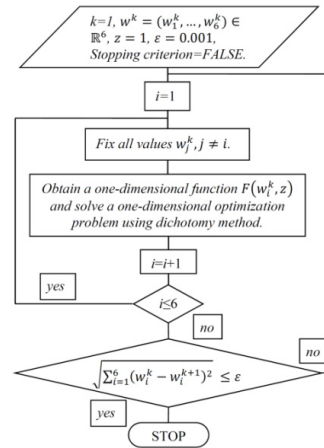 k=1, w^k = (w_1^k, …, w_6^k) ∈
ℝ^6, z = 1, ε = 0.001,
Stopping criterion=FALSE.
i=1
Fix all values w_j^k, j ≠ i.
Obtain a one-dimensional function F(w_i^k, z)
and solve a one-dimensional optimization
problem using dichotomy method.
i=i+1
yes
i≤6
no
no
√∑_{i=1}^6 (w_i^k − w_i^{k+1})^2 ≤ ε
yes
STOP